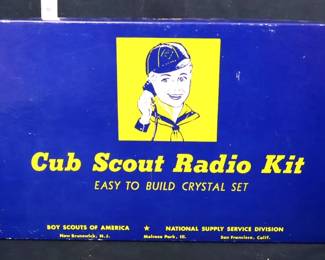 Cub Scout Radio Kit
EASY TO BUILD CRYSTAL SET
BOY SCOUTS OF AMERICA ★ NATIONAL SUPPLY SERVICE DIVISION
New Brunswick, N. J. Melrose Park, Ill. San Francisco, Calif.